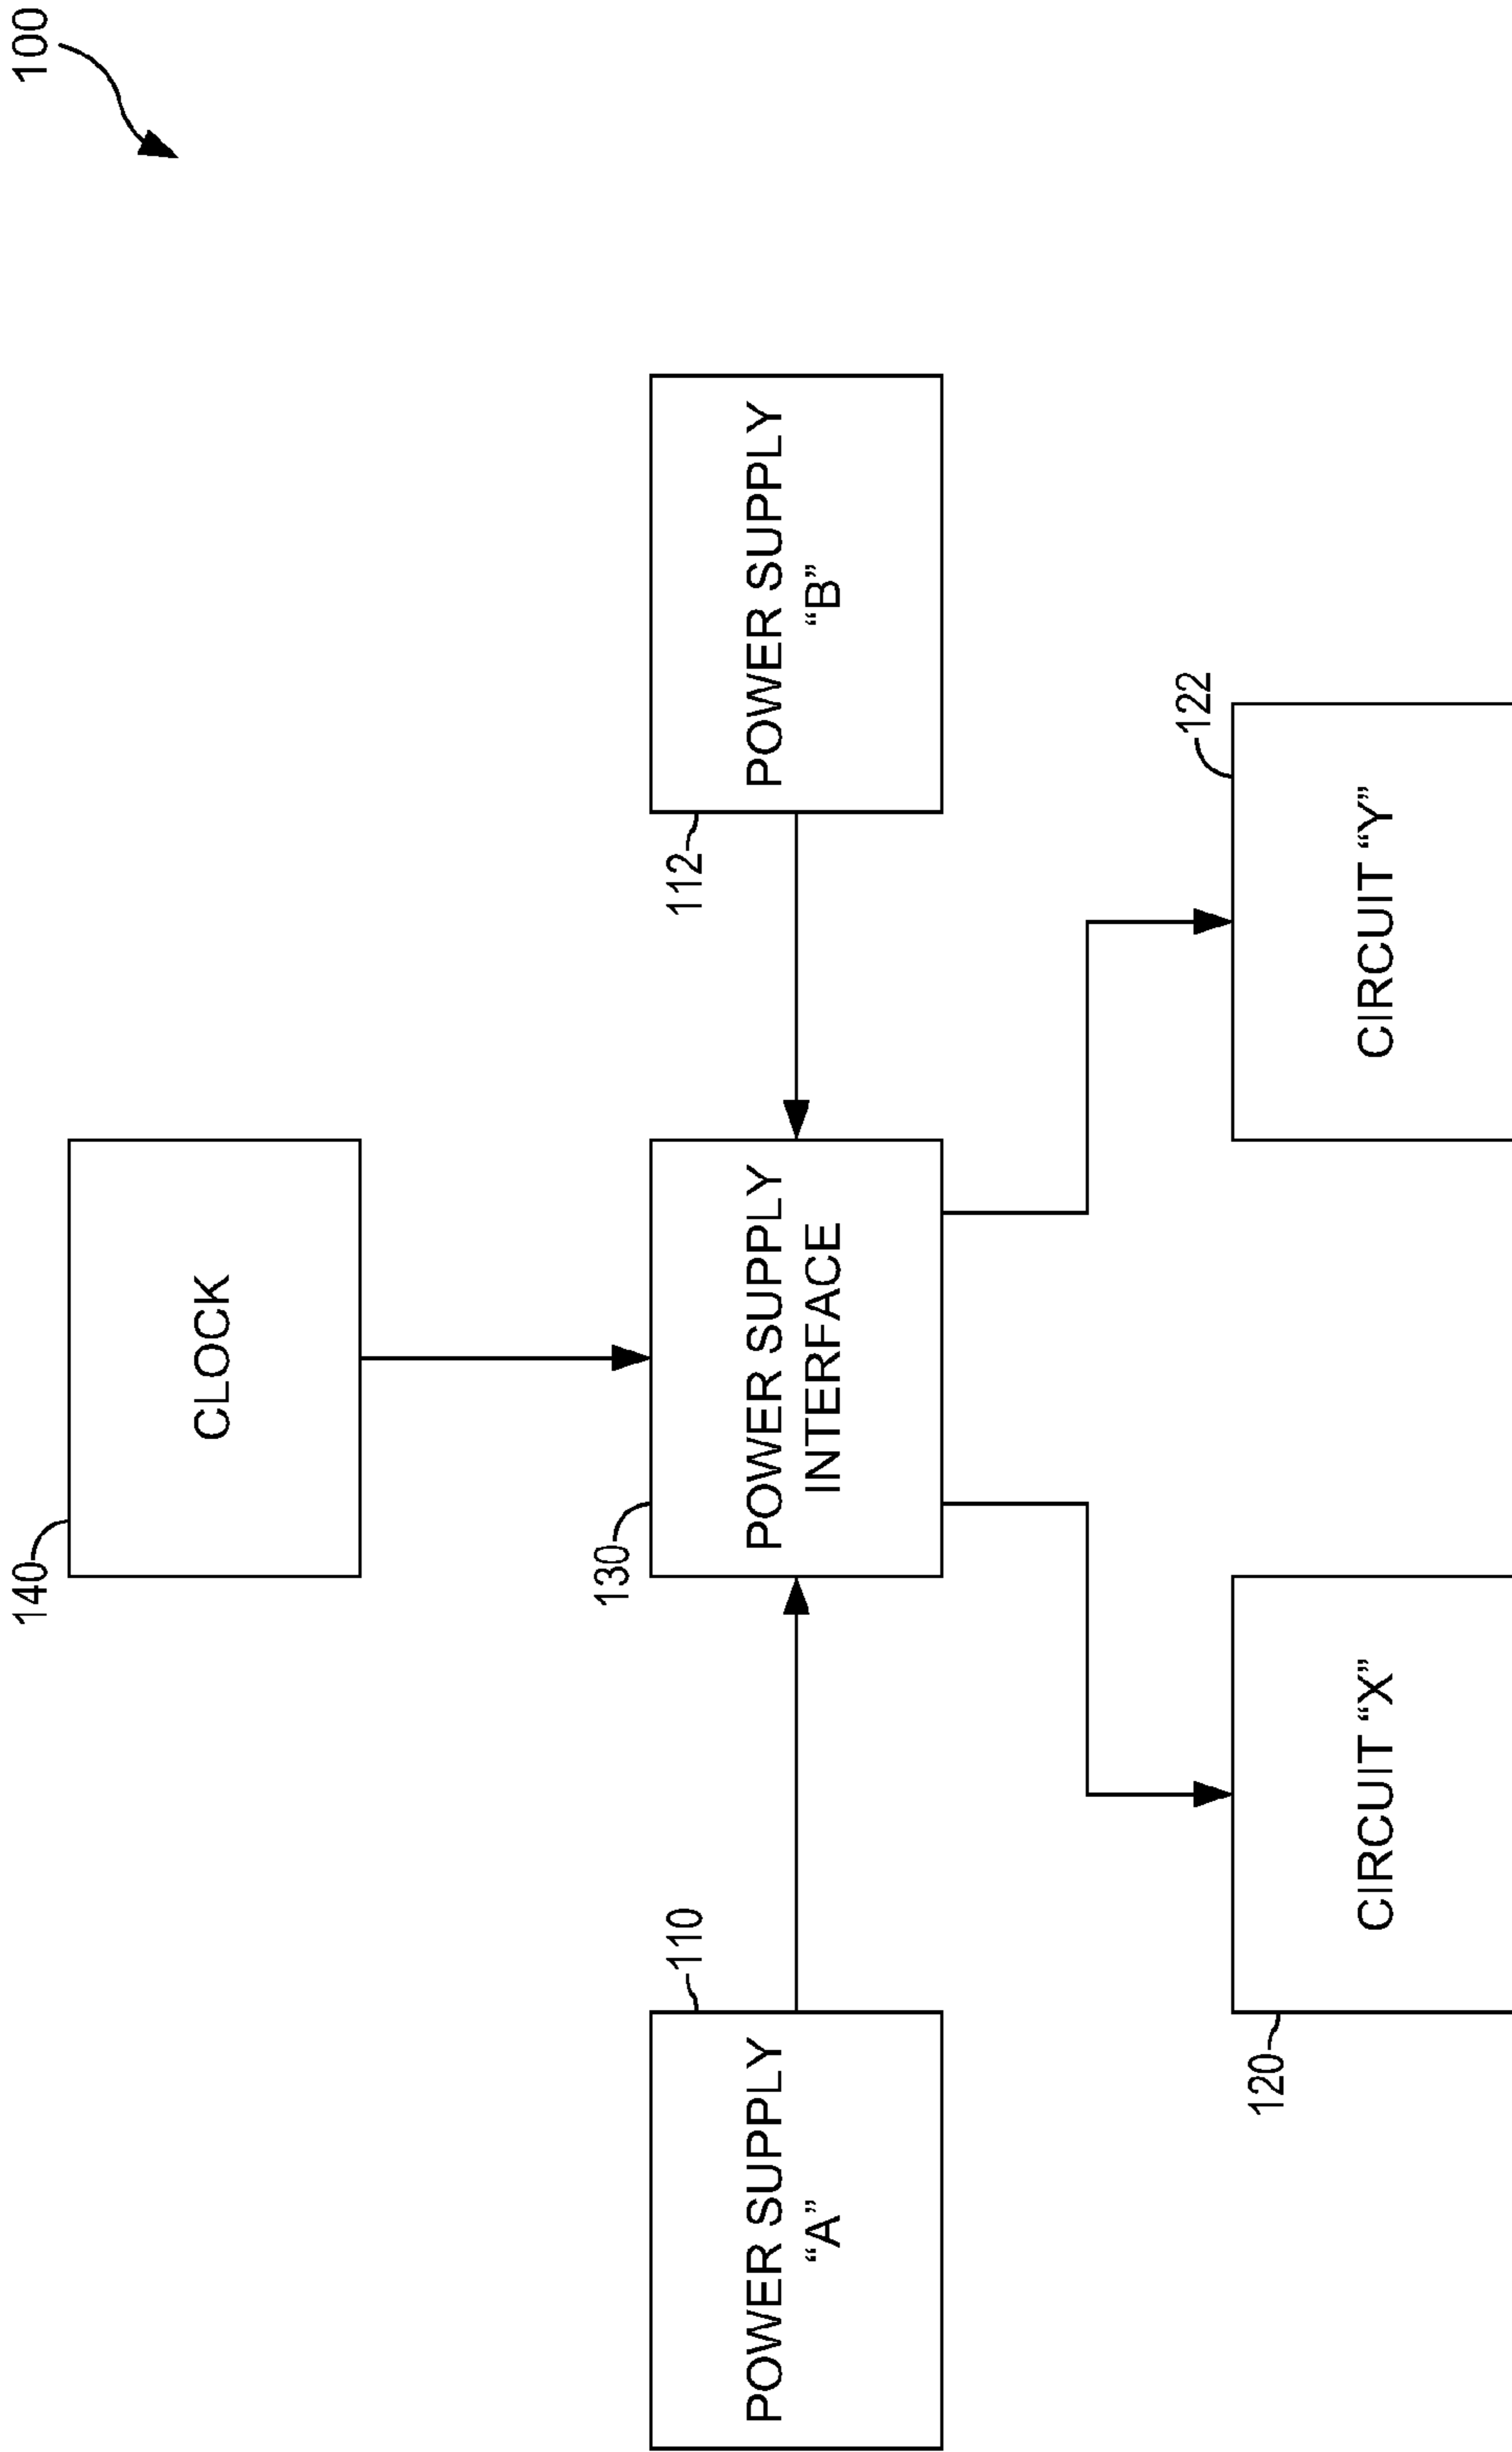 100
140
CLOCK
130
POWER SUPPLY
INTERFACE
110
POWER SUPPLY
“A”
112
POWER SUPPLY
“B”
120
CIRCUIT “X”
122
CIRCUIT “Y”